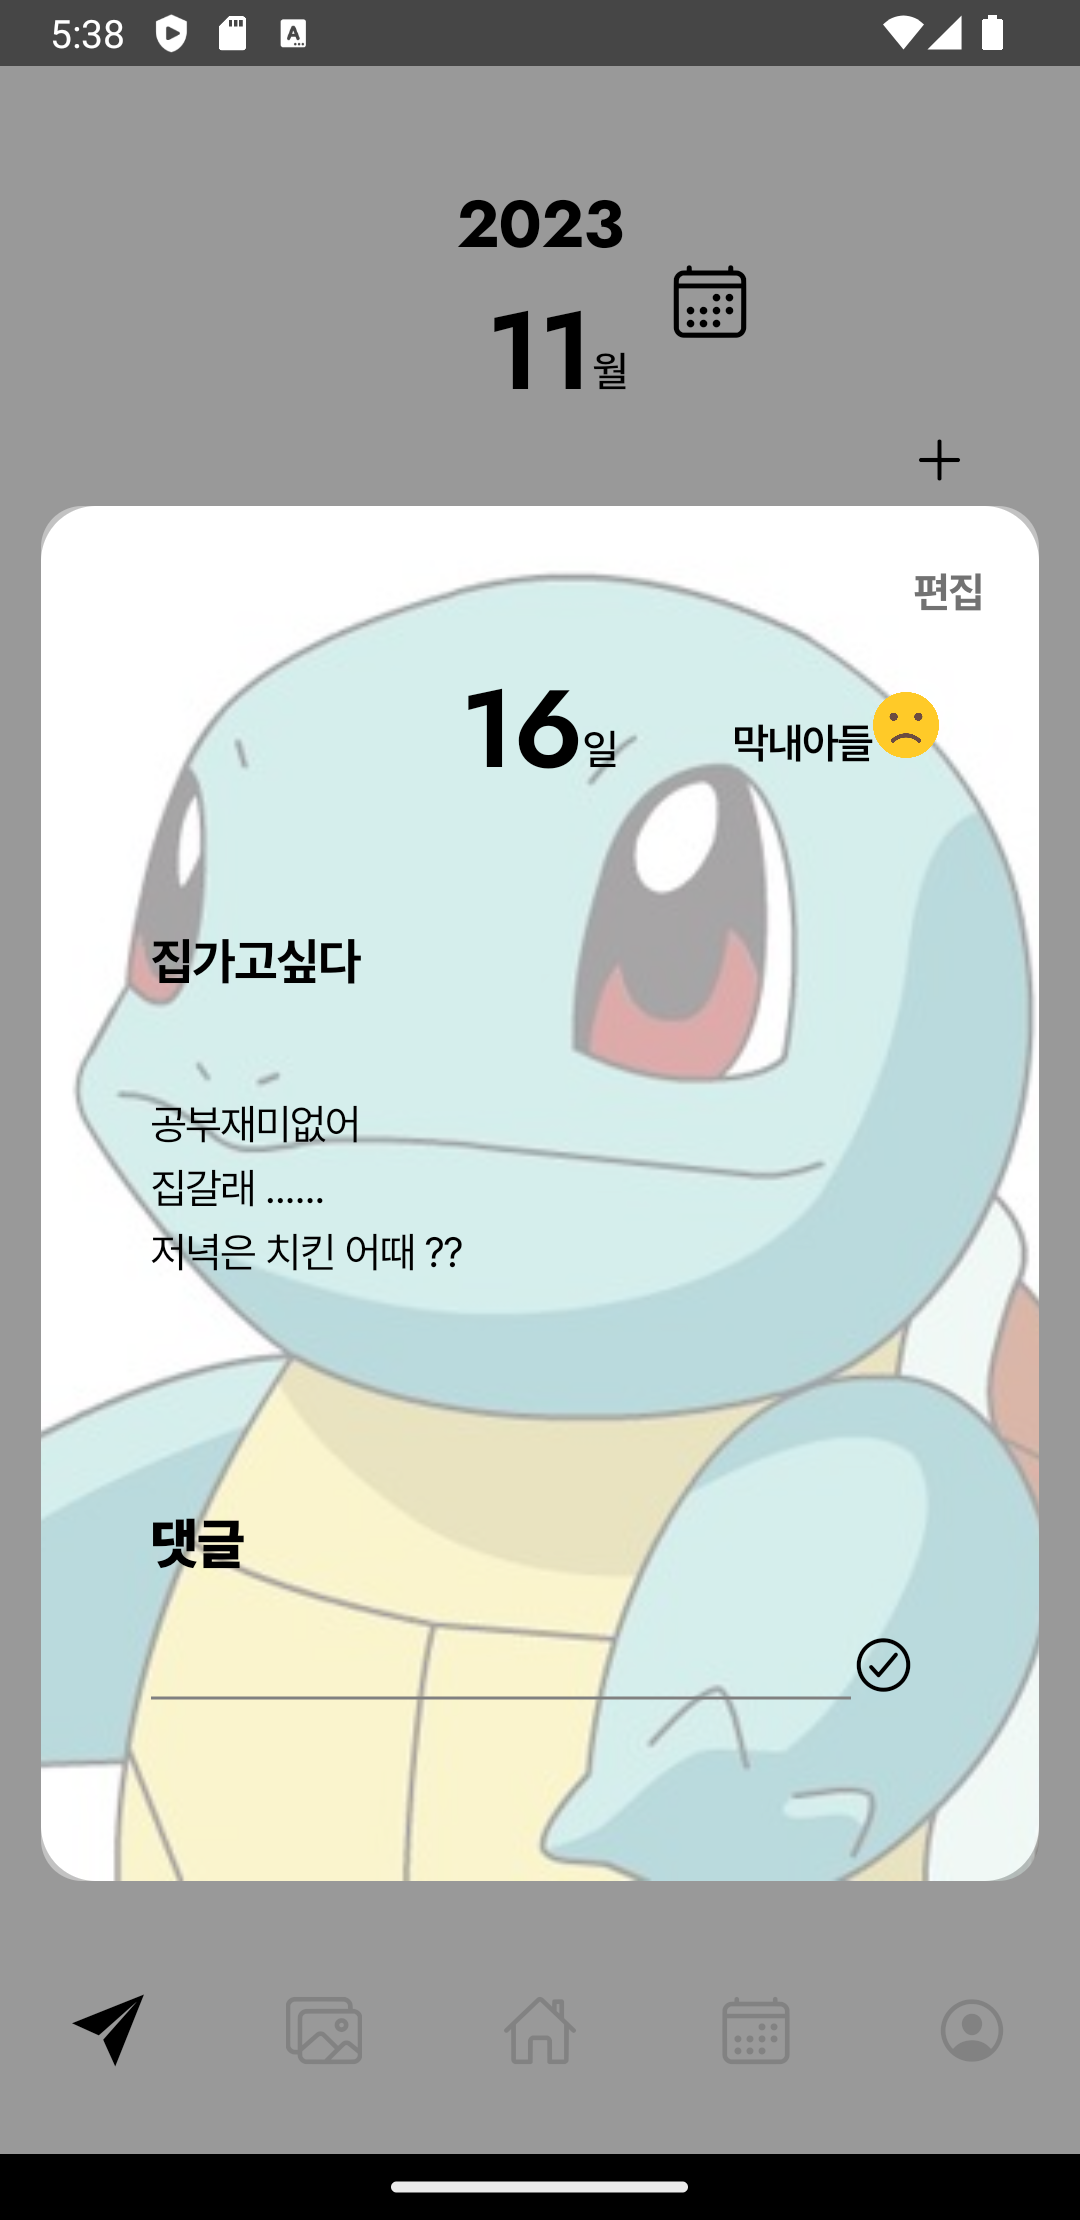 5:38
2023
11월
편집
16일
막내아들
집가고싶다
공부재미없어
집갈래 ......
저녁은 치킨 어때 ??
댓글